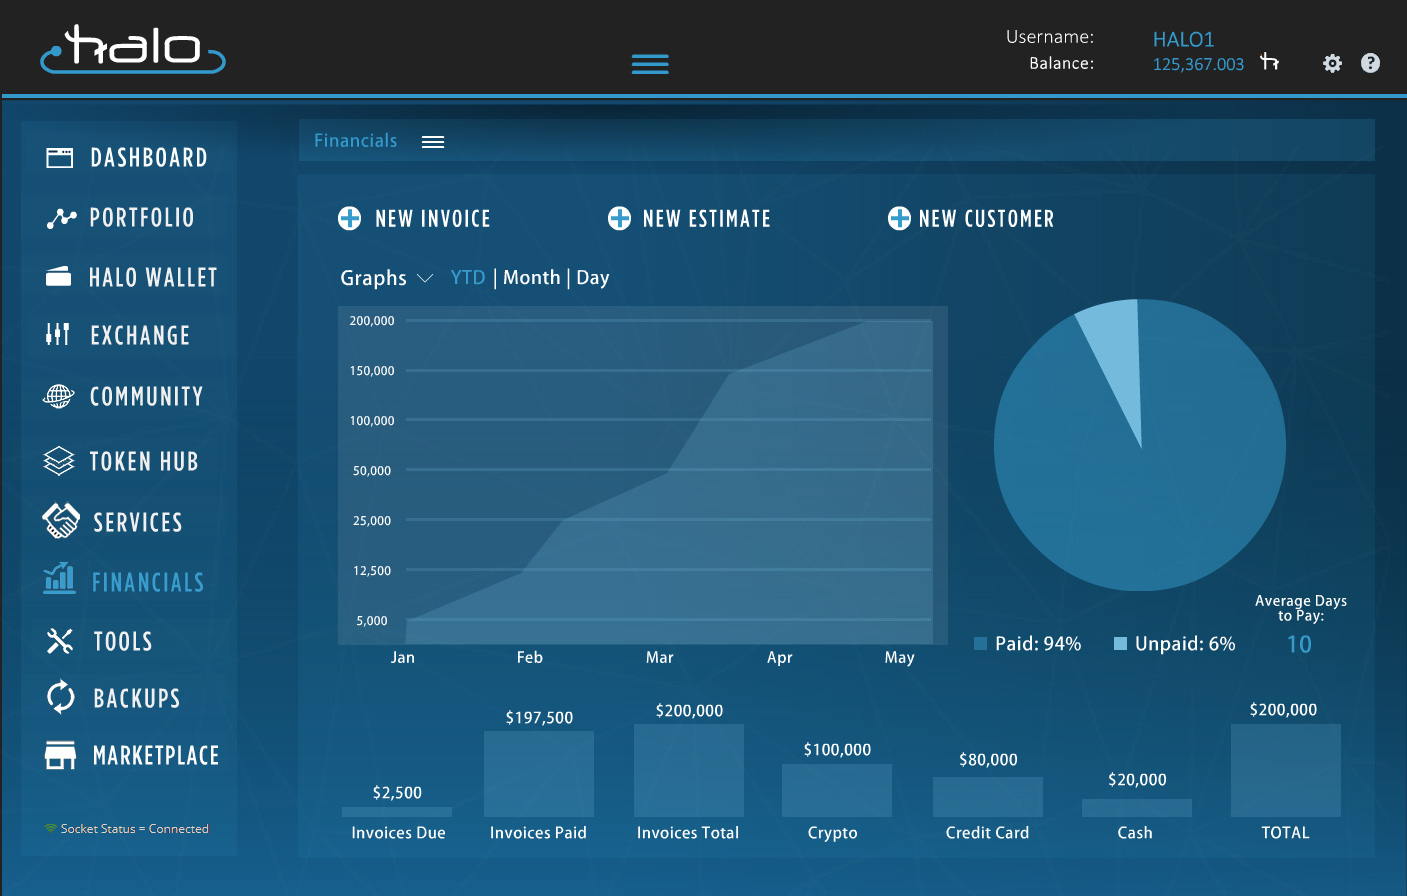 halo
Username: HALO1
Balance: 125,367.003
DASHBOARD
PORTFOLIO
HALO WALLET
EXCHANGE
COMMUNITY
TOKEN HUB
SERVICES
FINANCIALS
TOOLS
BACKUPS
MARKETPLACE
Socket Status = Connected
Financials
NEW INVOICE NEW ESTIMATE NEW CUSTOMER
Graphs YTD | Month | Day
200,000
150,000
100,000
50,000
25,000
12,500
5,000
Jan Feb Mar Apr May
Paid: 94% Unpaid: 6%
Average Days
to Pay:
10
$2,500 $197,500 $200,000 $100,000 $80,000 $20,000 $200,000
Invoices Due Invoices Paid Invoices Total Crypto Credit Card Cash TOTAL